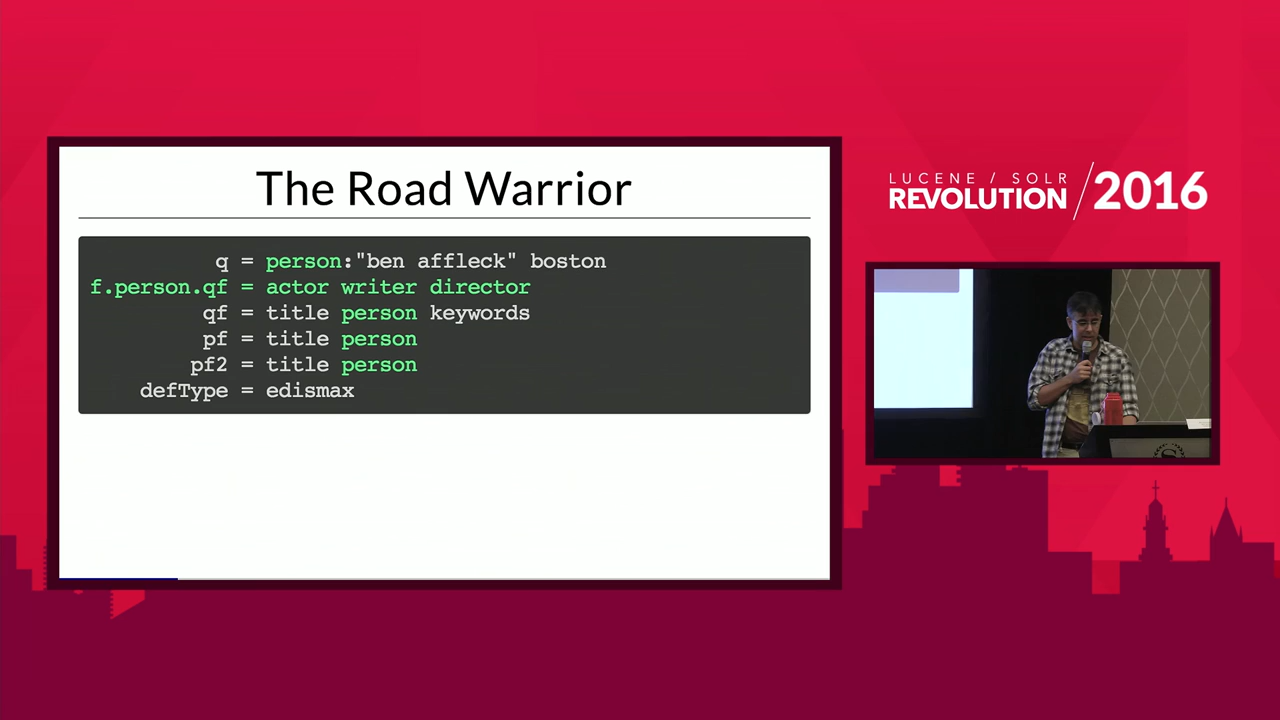 The Road Warrior
q = person:"ben affleck" boston
f.person.qf = actor writer director
qf = title person keywords
pf = title person
pf2 = title person
defType = edismax
LUCENE / SOLR
REVOLUTION / 2016
S